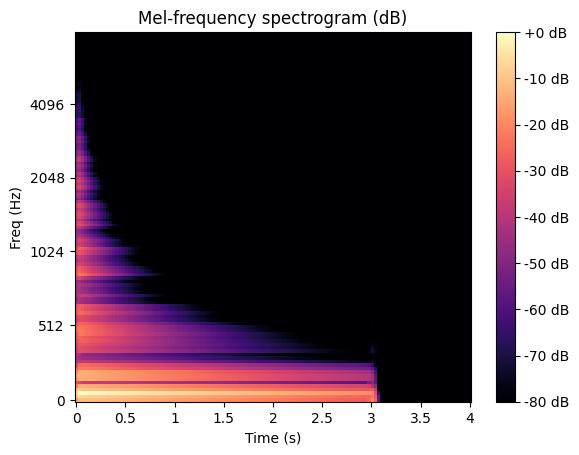 Mel-frequency spectrogram (dB)
+0 dB
-10 dB
-20 dB
-30 dB
-40 dB
-50 dB
-60 dB
-70 dB
-80 dB
4096
2048
1024
512
0
Freq (Hz)
0
0.5
1
1.5
2
2.5
3
3.5
4
Time (s)